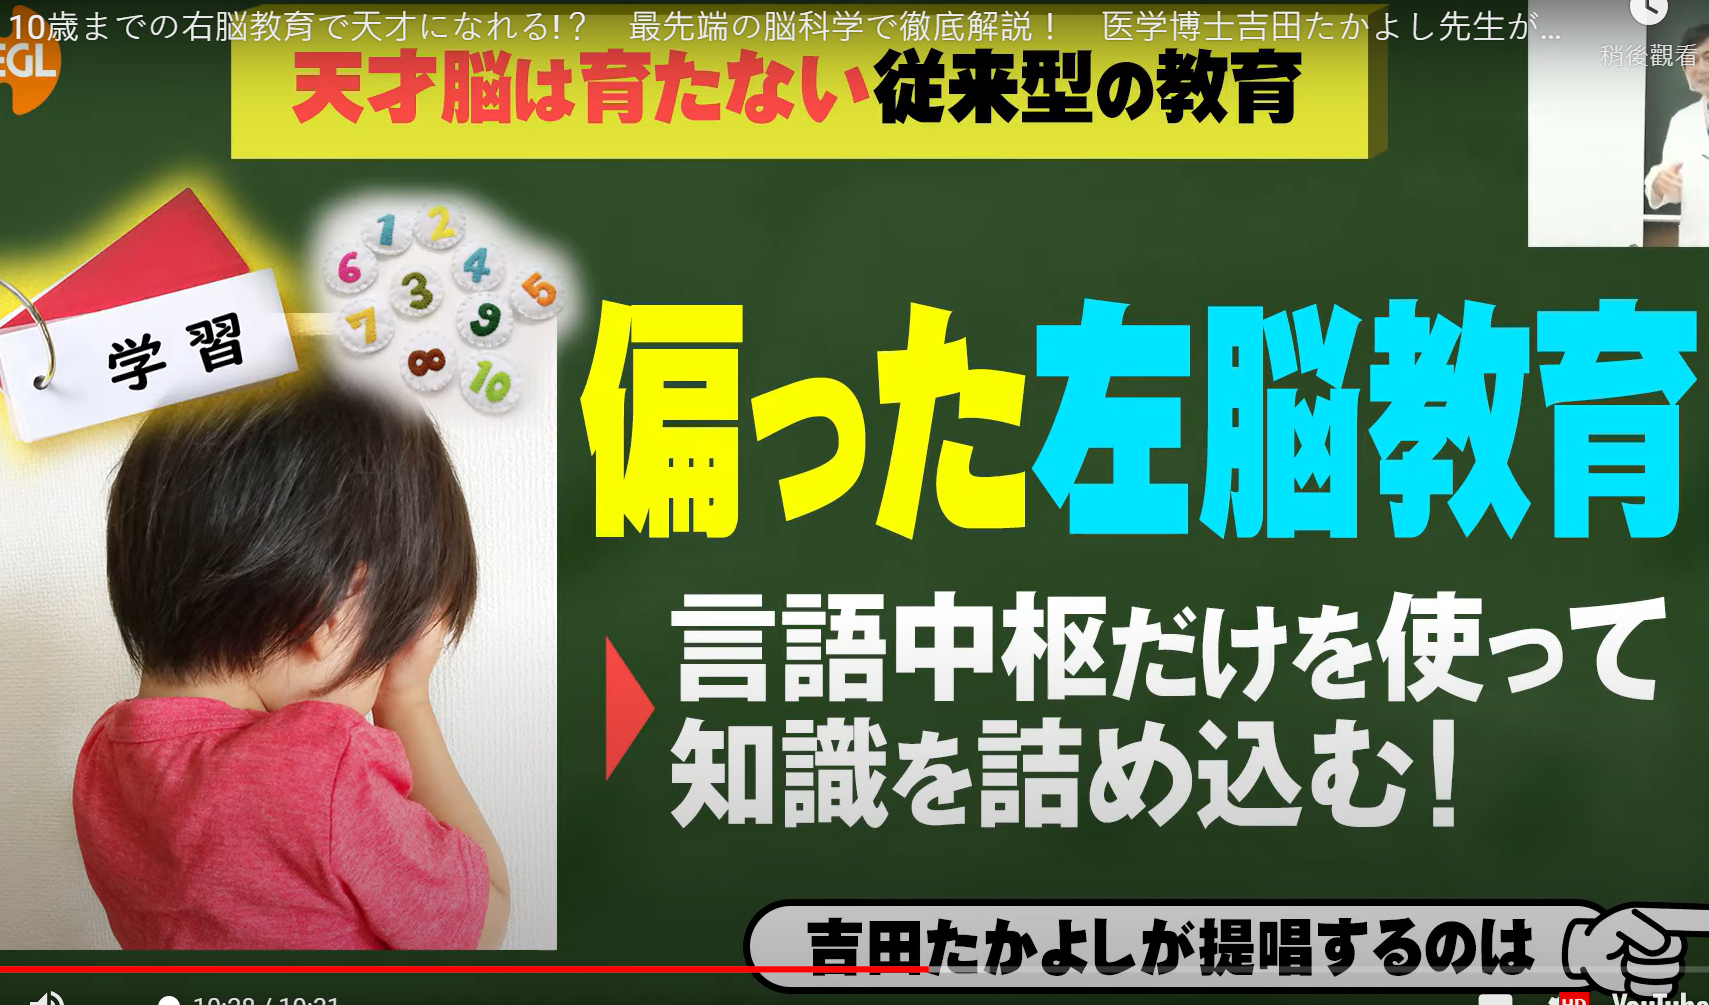 10歳までの右脳教育で天才になれる!？　最先端の脳科学で徹底解説！　医学博士吉田たかよし先生が…
EGL
稍後觀看
天才脳は育たない従来型の教育
1 2
6 3 4 5
7 9
8 10
学習
偏った左脳教育
言語中枢だけを使って
知識を詰め込む!
吉田たかよしが提唱するのは
HD
YouTube